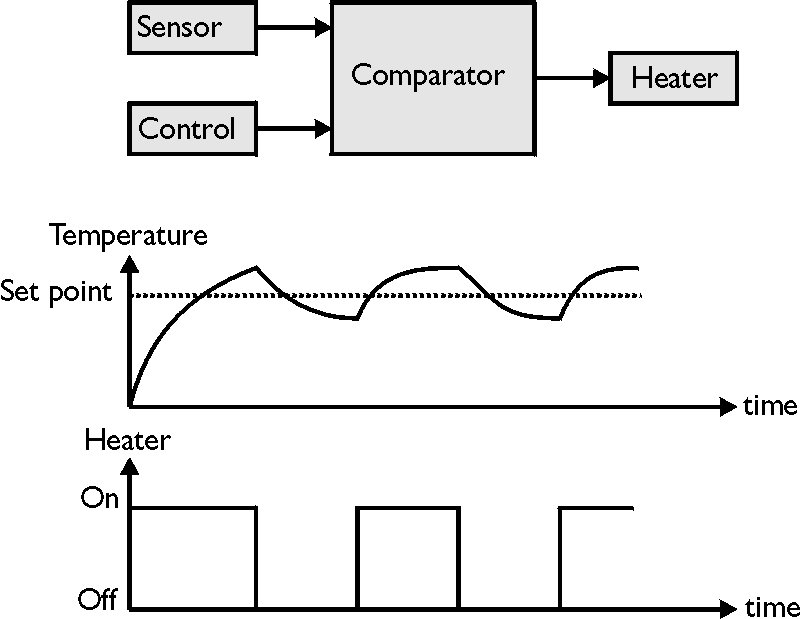 Sensor
Comparator
Heater
Control
Temperature
Set point
time
Heater
On
Off
time